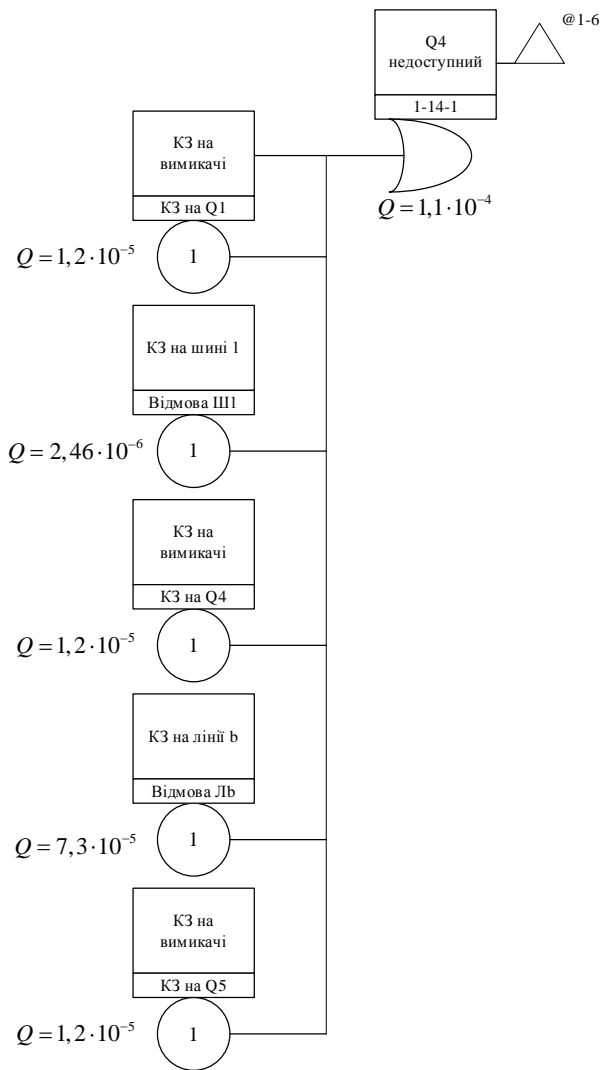 @1-6
Q4
недоступний
1-14-1
Q = 1,1·10⁻⁴
КЗ на
вимикачі
КЗ на Q1
Q = 1,2·10⁻⁵
1
КЗ на шині 1
Відмова Ш1
Q = 2,46·10⁻⁶
1
КЗ на
вимикачі
КЗ на Q4
Q = 1,2·10⁻⁵
1
КЗ на лінії b
Відмова Лb
Q = 7,3·10⁻⁵
1
КЗ на
вимикачі
КЗ на Q5
Q = 1,2·10⁻⁵
1